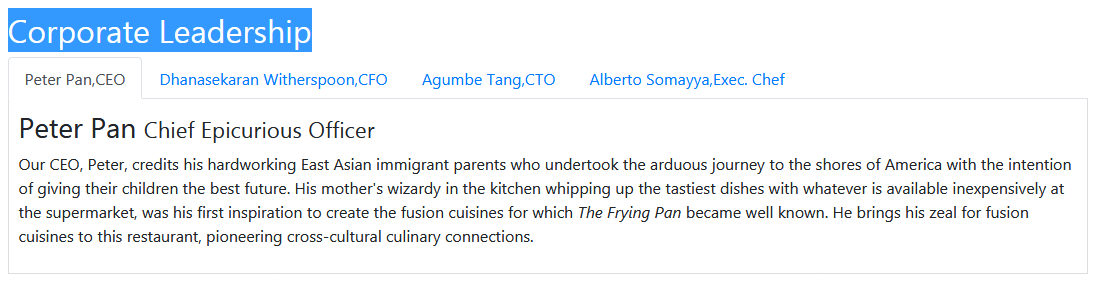 Corporate Leadership
Peter Pan,CEO Dhanasekaran Witherspoon,CFO Agumbe Tang,CTO Alberto Somayya,Exec. Chef
Peter Pan Chief Epicurious Officer
Our CEO, Peter, credits his hardworking East Asian immigrant parents who undertook the arduous journey to the shores of America with the intention
of giving their children the best future. His mother's wizardy in the kitchen whipping up the tastiest dishes with whatever is available inexpensively at
the supermarket, was his first inspiration to create the fusion cuisines for which The Frying Pan became well known. He brings his zeal for fusion
cuisines to this restaurant, pioneering cross-cultural culinary connections.